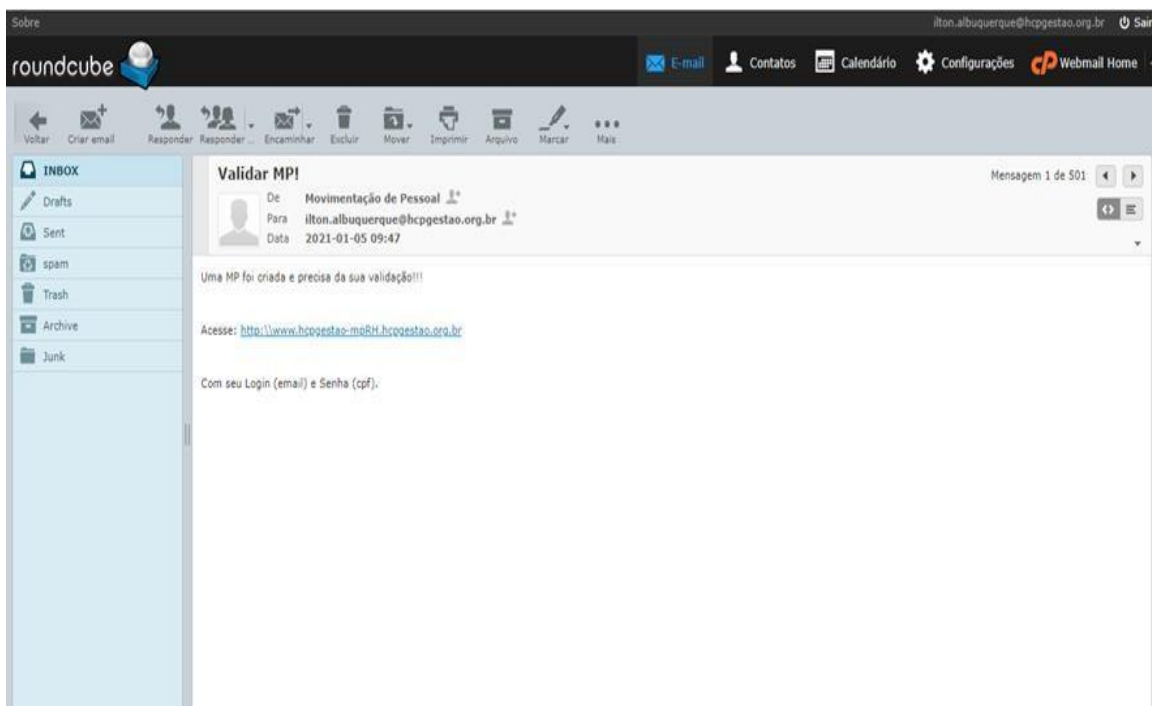 Sobre
ilton.albuquerque@hcpgestao.org.br Sair
roundcube
E-mail Contatos Calendário Configurações cP Webmail Home
Voltar Criar email Responder Responder ... Encaminhar Excluir Mover Imprimir Arquivo Marcar Mais
INBOX
Drafts
Sent
spam
Trash
Archive
Junk
Validar MP!
Mensagem 1 de 501
De Movimentação de Pessoal
Para ilton.albuquerque@hcpgestao.org.br
Data 2021-01-05 09:47
Uma MP foi criada e precisa da sua validação!!!
Acesse: http:\\www.hcpgestao-mpRH.hcpgestao.org.br
Com seu Login (email) e Senha (cpf).